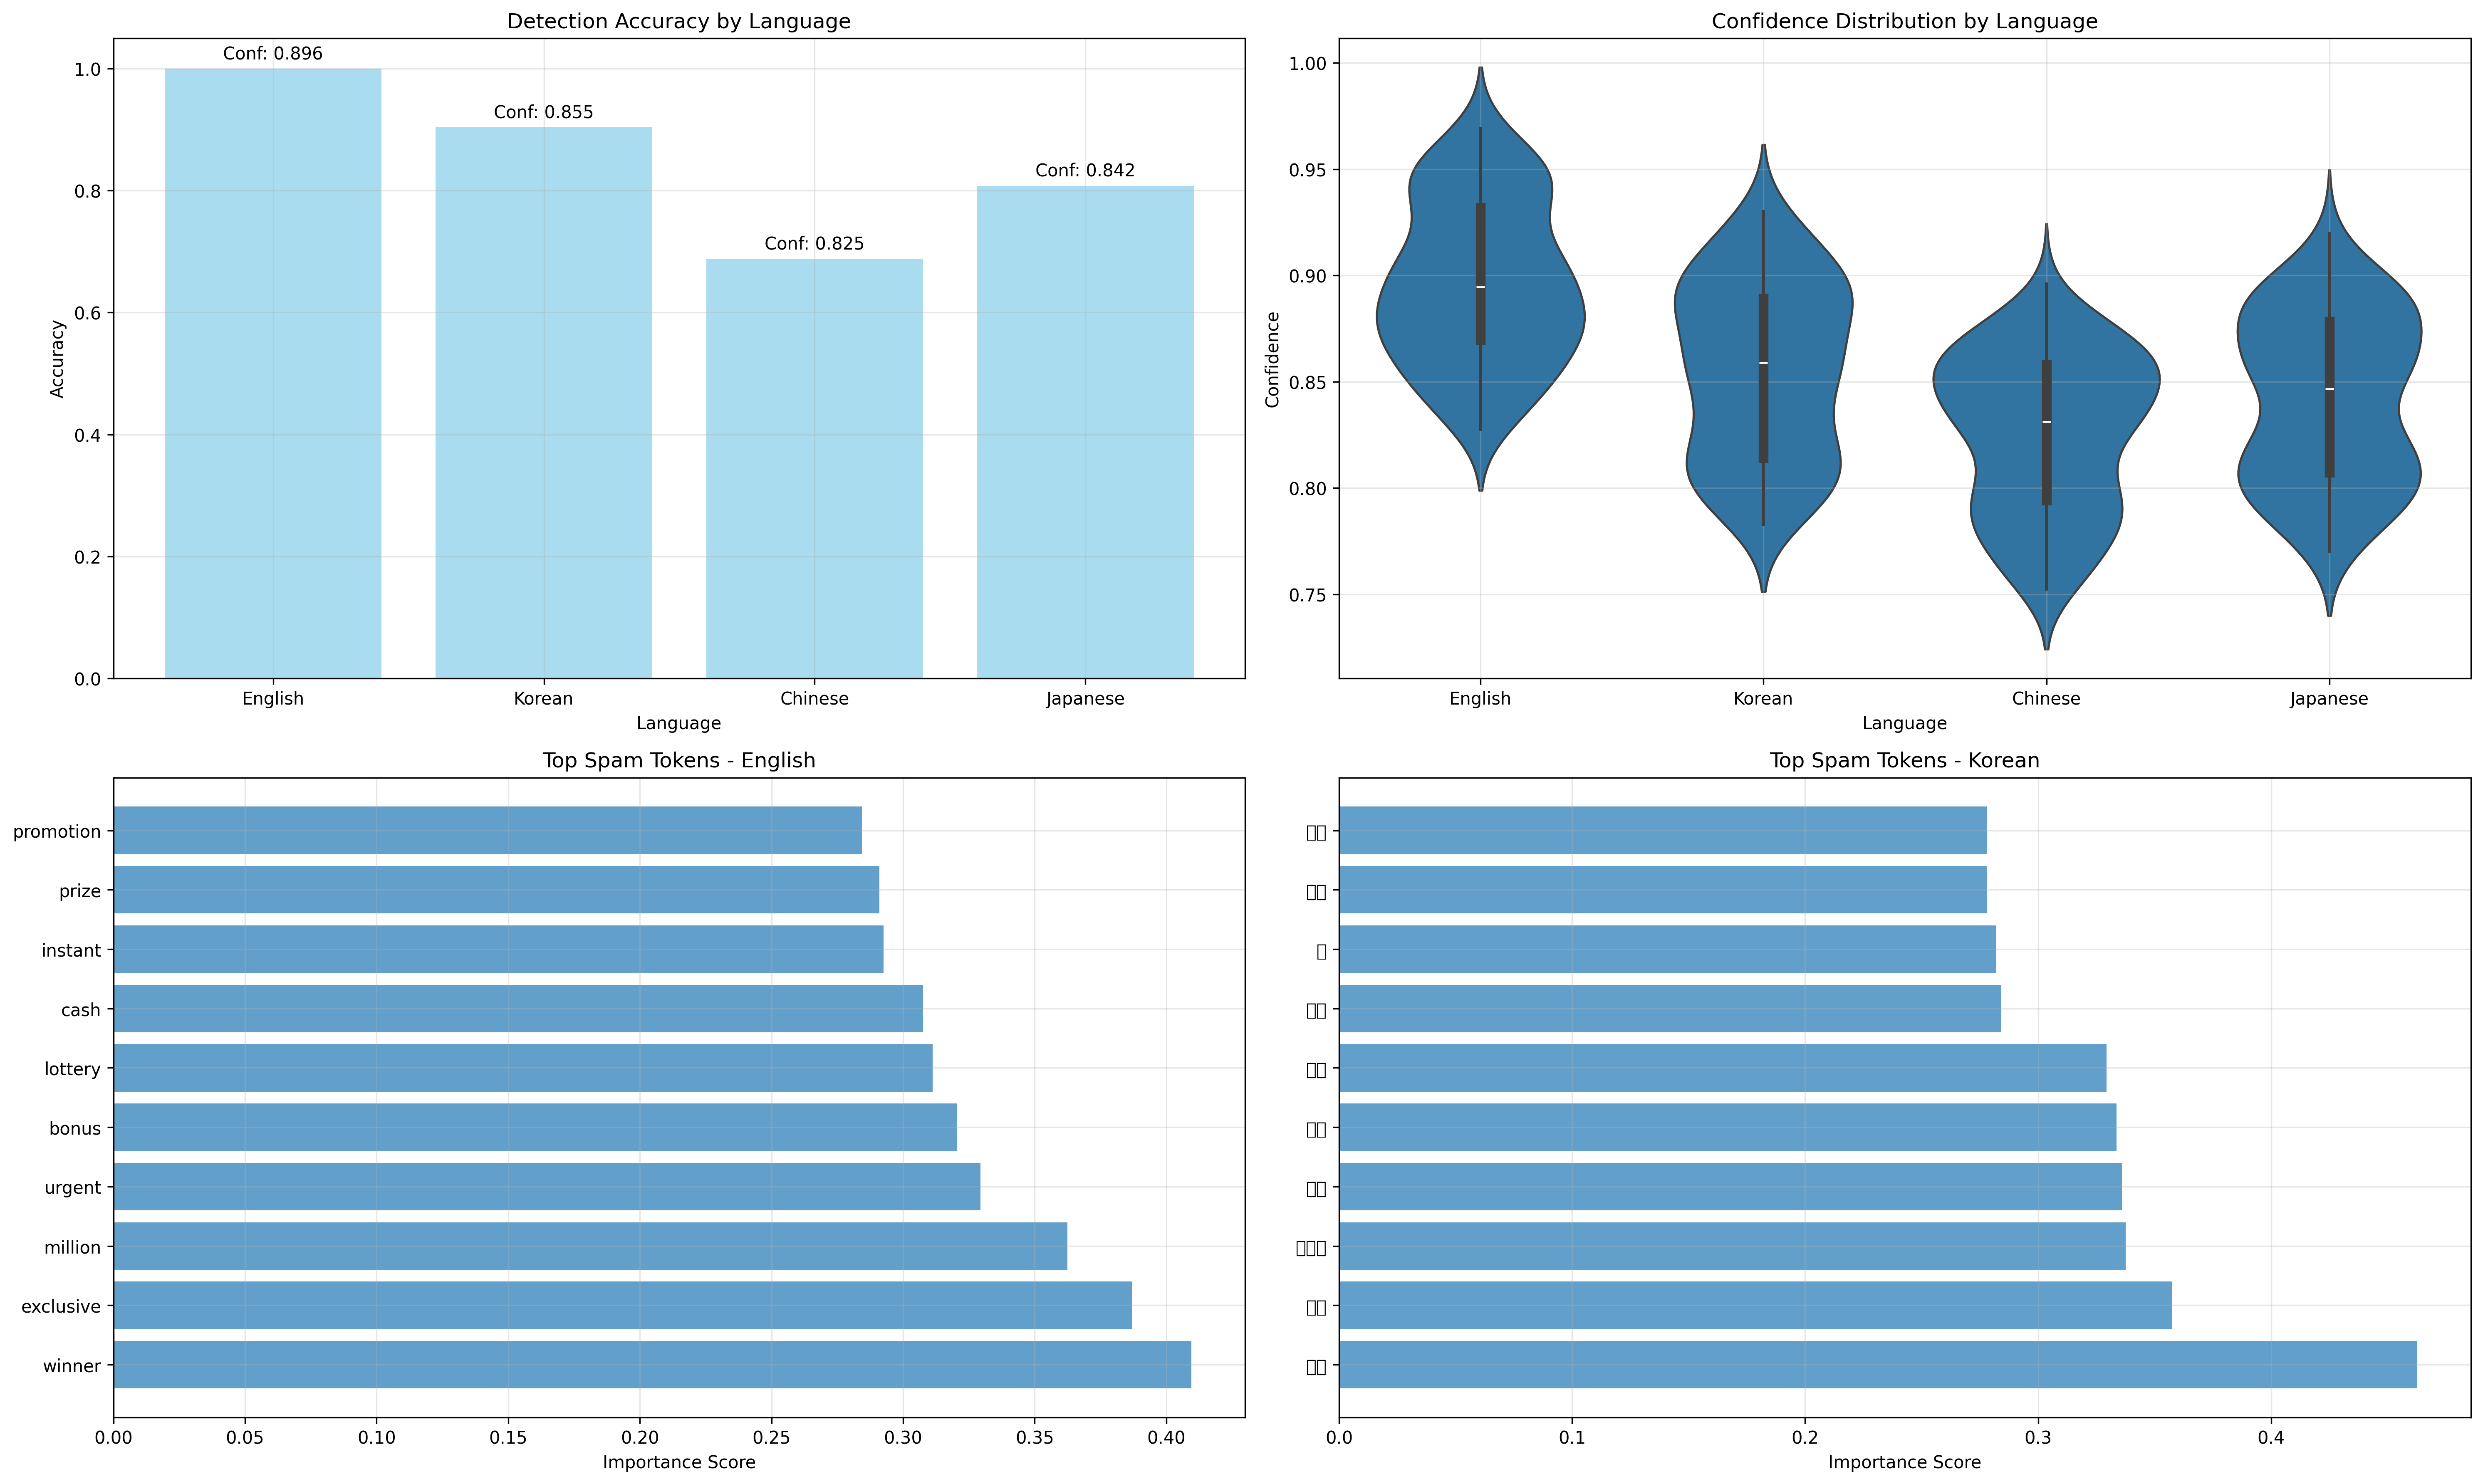 Detection Accuracy by Language
Conf: 0.896
Conf: 0.855
Conf: 0.825
Conf: 0.842
1.0
0.8
0.6
0.4
0.2
0.0
Accuracy
English
Korean
Chinese
Japanese
Language
Confidence Distribution by Language
1.00
0.95
0.90
0.85
0.80
0.75
Confidence
English
Korean
Chinese
Japanese
Language
Top Spam Tokens - English
promotion
prize
instant
cash
lottery
bonus
urgent
million
exclusive
winner
0.00
0.05
0.10
0.15
0.20
0.25
0.30
0.35
0.40
Importance Score
Top Spam Tokens - Korean
0.0
0.1
0.2
0.3
0.4
Importance Score